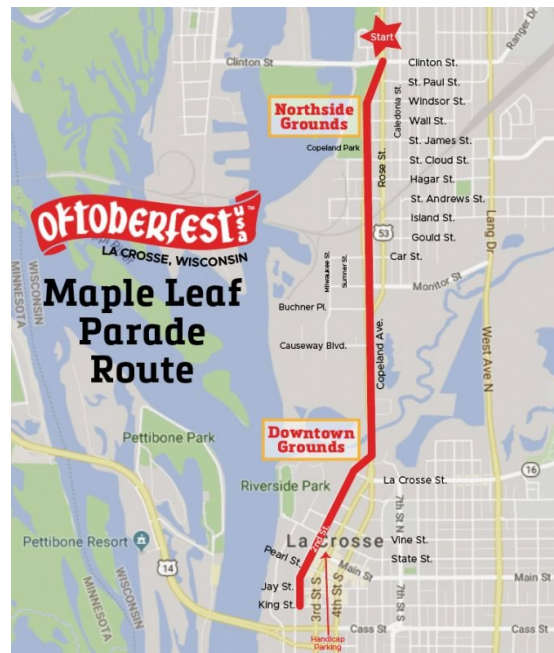 Start
Ranger Dr.
Clinton St
Clinton St.
St. Paul St.
Northside
Grounds
Windsor St.
Caledonia St.
Wall St.
Copeland Park
St. James St.
Rose St.
St. Cloud St.
Hagar St.
St. Andrews St.
OKTOBERFEST USA™
LA CROSSE, WISCONSIN
Island St.
Lang Dr
53
Gould St.
Car St.
WISCONSIN
MINNESOTA
Milwaukee St.
Sumner St.
Monitor St
Maple Leaf
Parade
Route
Buchner Pl.
Copeland Ave.
Causeway Blvd.
West Ave N
Downtown
Grounds
Pettibone Park
Riverside Park
La Crosse St.
16
7th St N
2nd St.
La Crosse
Vine St.
Pettibone Resort
Pearl St.
State St.
14
Main St
Main St
Jay St.
3rd St S
4th St S
7th St S
King St.
WISCONSIN
MINNESOTA
Handicap
Parking
Cass St
Cass St